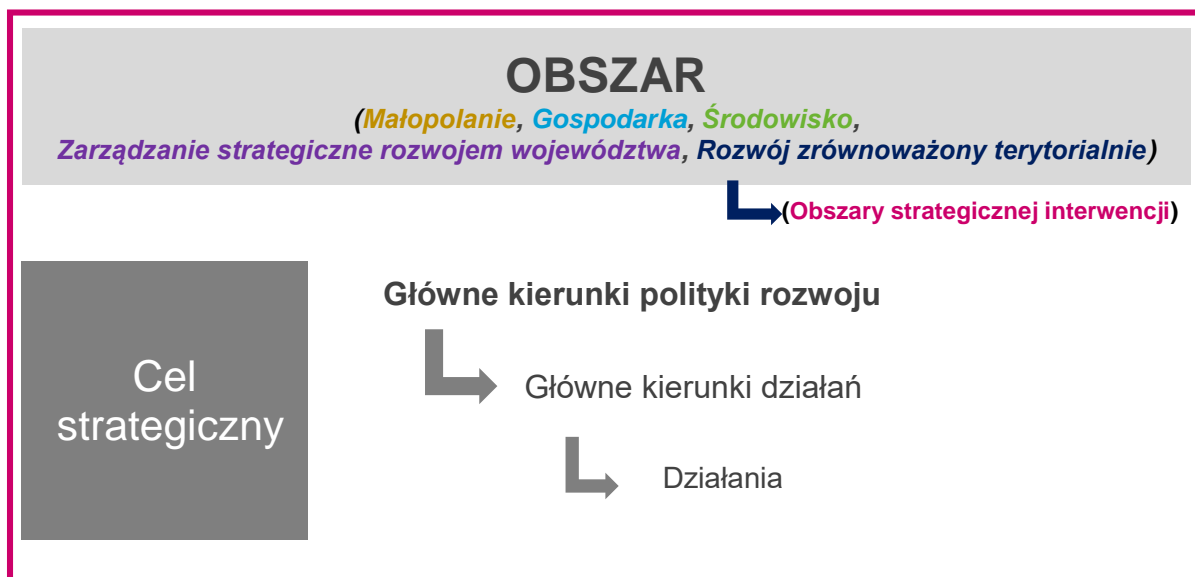 OBSZAR
(Małopolanie, Gospodarka, Środowisko,
Zarządzanie strategiczne rozwojem województwa, Rozwój zrównoważony terytorialnie)
(Obszary strategicznej interwencji)
Główne kierunki polityki rozwoju
Cel
strategiczny
Główne kierunki działań
Działania